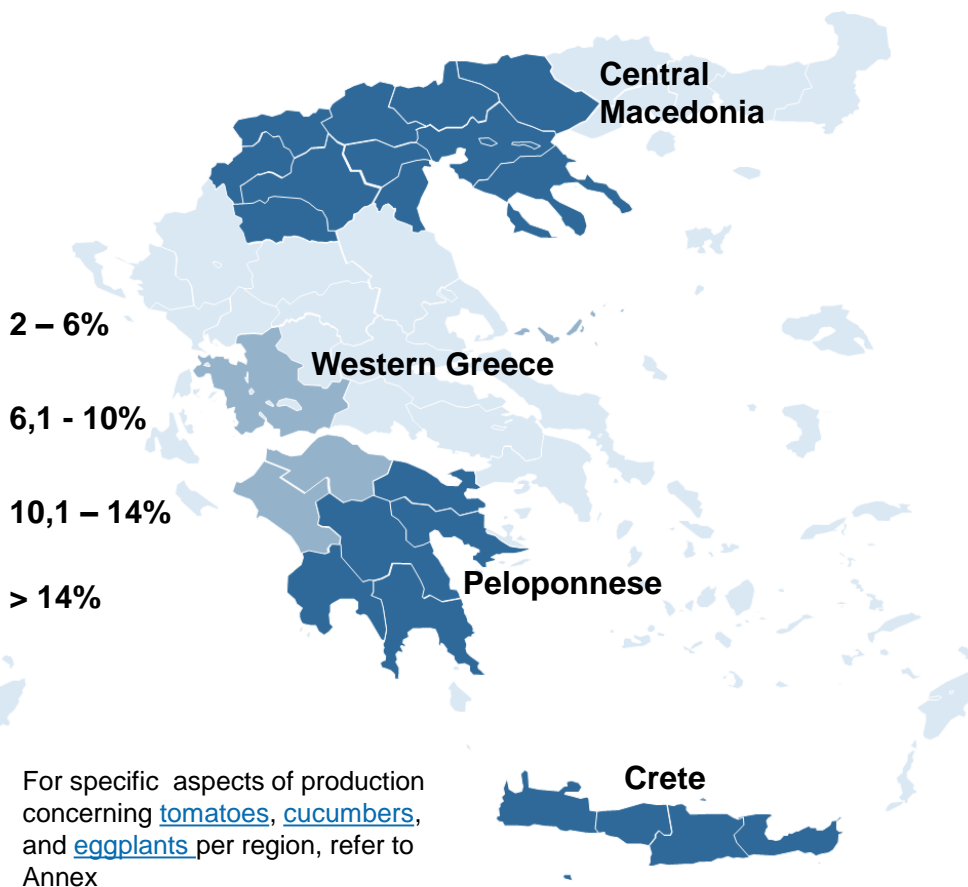 Central
Macedonia
2 – 6%
Western Greece
6,1 - 10%
10,1 – 14%
Peloponnese
> 14%
Crete
For specific aspects of production
concerning tomatoes, cucumbers,
and eggplants per region, refer to
Annex